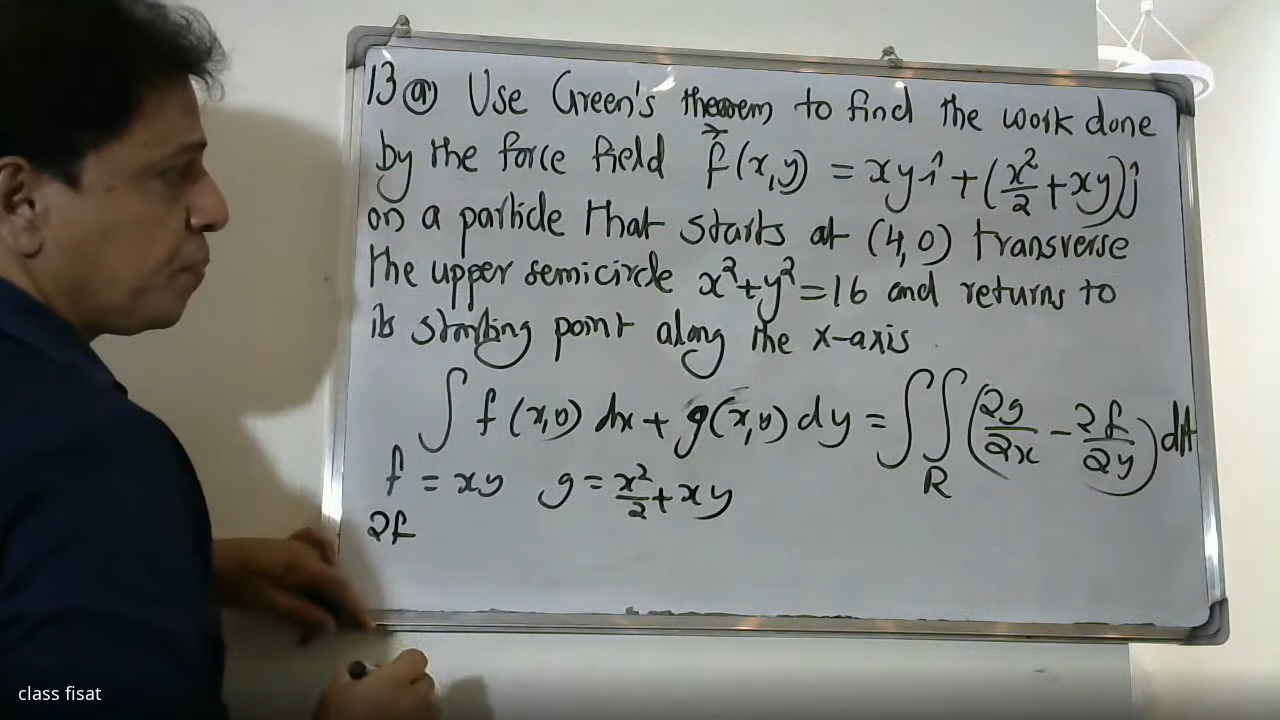 13 (a) Use Green's theorem to find the work done
by the force field f(x,y) = xy i + (x²/2 + xy) j
on a particle that starts at (4,0) transverse
the upper semicircle x²+y²=16 and returns to
its starting point along the x-axis.
∫ f(x,y) dx + g(x,y) dy = ∫∫_R (∂g/∂x − ∂f/∂y) dA
f = xy g = x²/2 + xy
∂f
class fisat